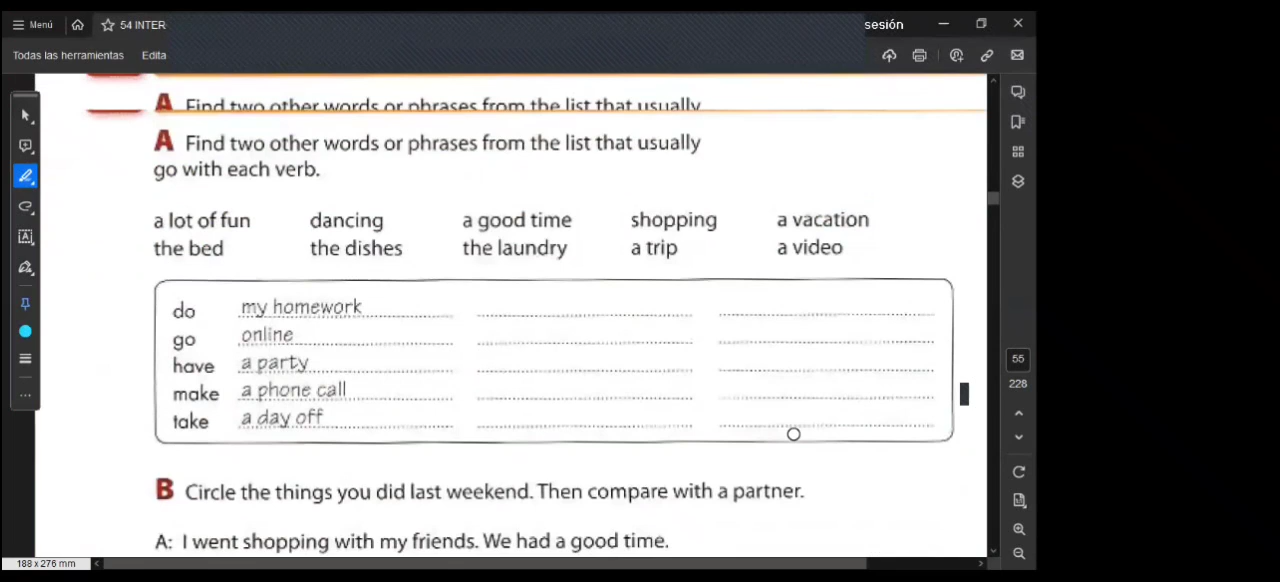 Menú 54 INTER sesión
Todas las herramientas Edita
A Find two other words or phrases from the list that usually
A Find two other words or phrases from the list that usually
go with each verb.
a lot of fun dancing a good time shopping a vacation
the bed the dishes the laundry a trip a video
do my homework
go online
have a party
make a phone call
take a day off
55
228
B Circle the things you did last weekend. Then compare with a partner.
A: I went shopping with my friends. We had a good time.
188 x 276 mm